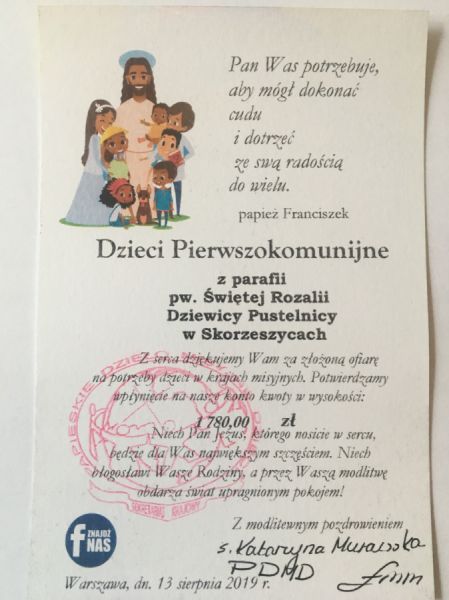 Pan Was potrzebuje,
aby mógł dokonać
cudu
i dotrzeć
ze swą radością
do wielu.
papież Franciszek
Dzieci Pierwszokomunijne
z parafii
pw. Świętej Rozalii
Dziewicy Pustelnicy
w Skorzeszycach
Z serca dziękujemy Wam za złożoną ofiarę
na potrzeby dzieci w krajach misyjnych. Potwierdzamy
wpłynięcie na nasze konto kwoty w wysokości:
1 780,00 zł
Niech Pan Jezus, którego nosicie w sercu,
będzie dla Was największym szczęściem. Niech
błogosławi Wasze Rodziny, a przez Waszą modlitwę
obdarza świat upragnionym pokojem!
Z modlitewnym pozdrowieniem
s. Katarzyna Murawska
PDMD
f ZNAJDŹ
NAS
Warszawa, dn. 13 sierpnia 2019 r.